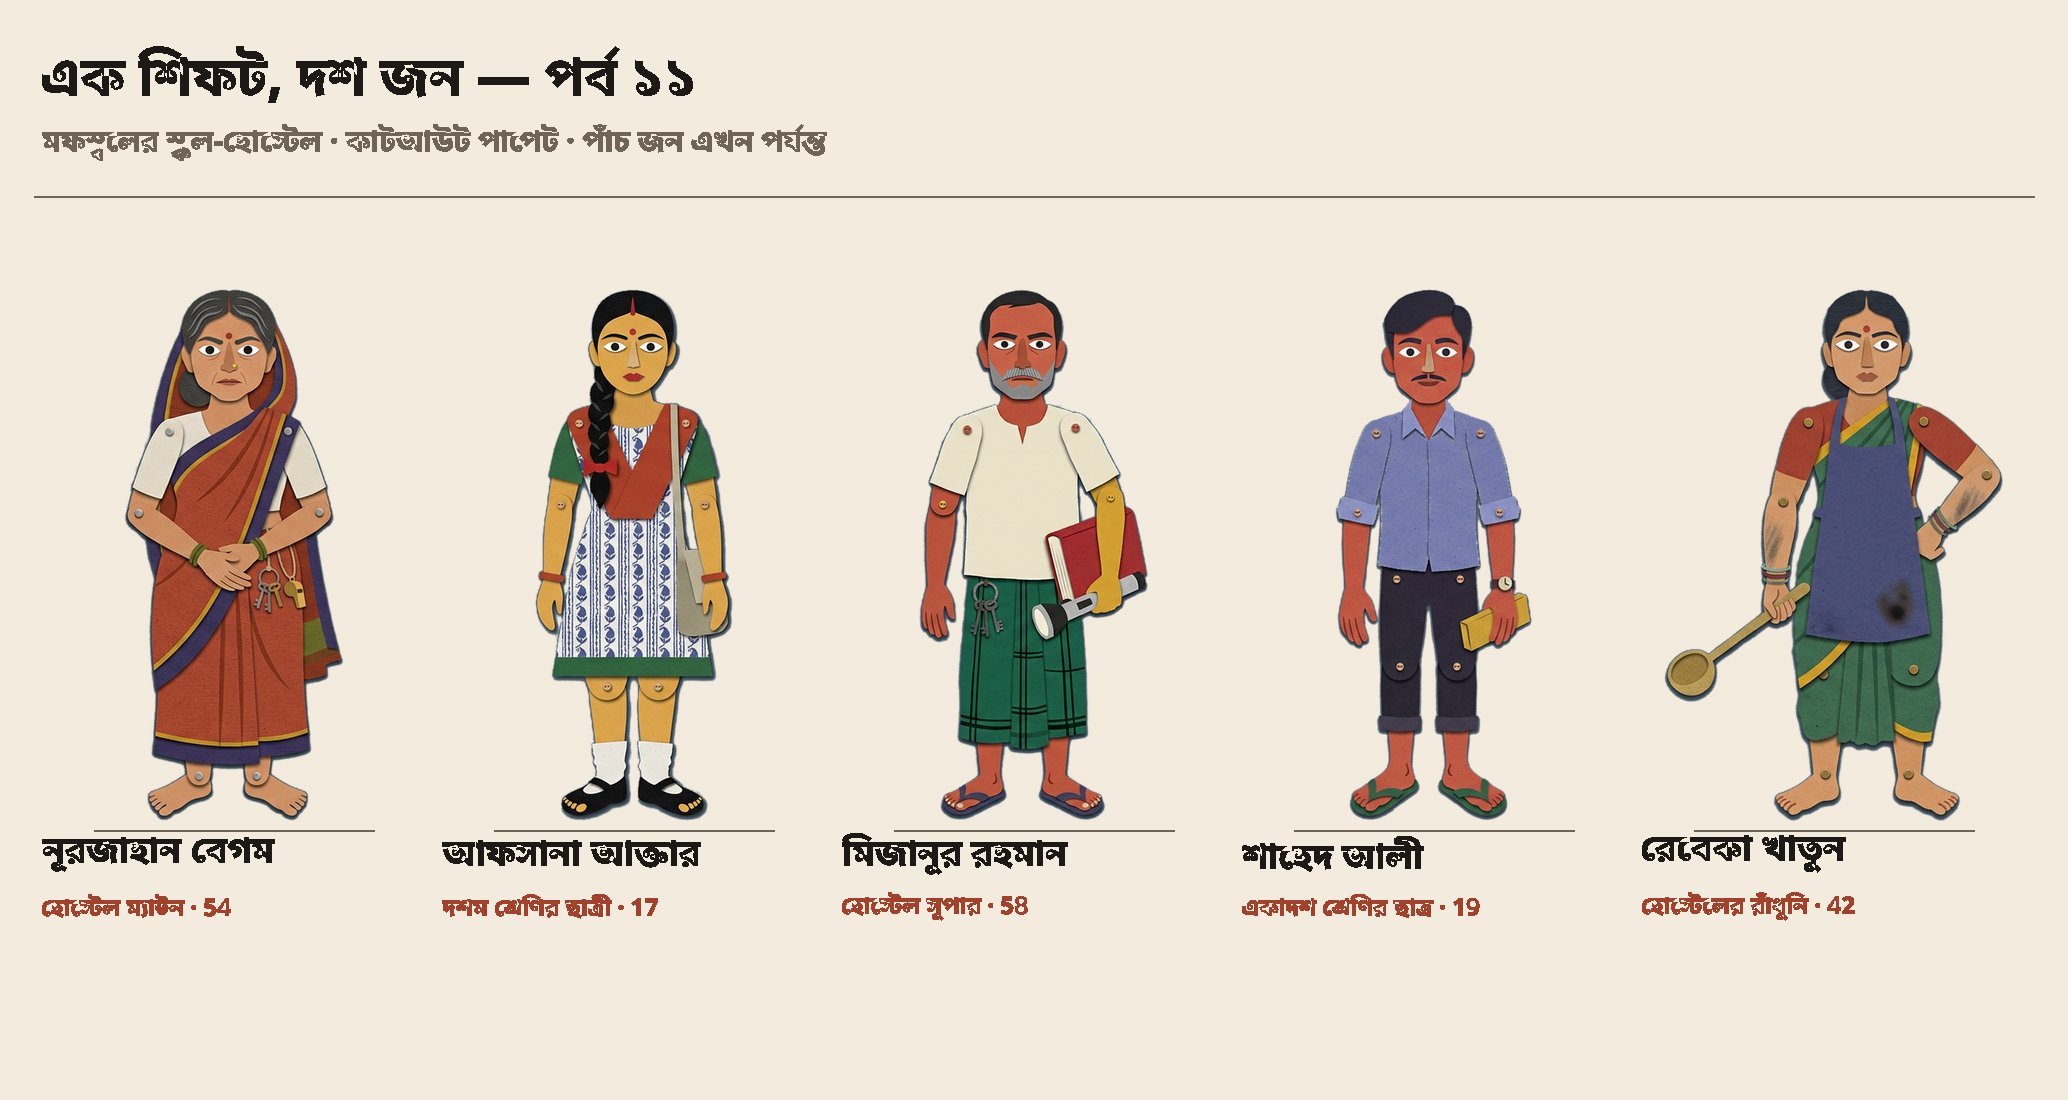 এক শিফট, দশ জন — পর্ব ১১
মফস্বলের স্কুল-হোস্টেল · কাটআউট পাপেট · পাঁচ জন এখন পর্যন্ত
নূরজাহান বেগম
হোস্টেল ম্যাট্রন · 54
আফসানা আক্তার
দশম শ্রেণির ছাত্রী · 17
মিজানুর রহমান
হোস্টেল সুপার · 58
শাহেদ আলী
একাদশ শ্রেণির ছাত্র · 19
রেবেকা খাতুন
হোস্টেলের রাঁধুনি · 42